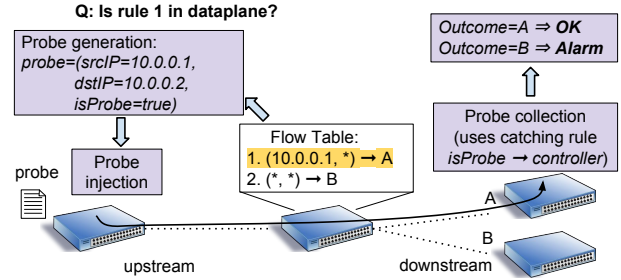 Q: Is rule 1 in dataplane?
Probe generation:
probe=(srcIP=10.0.0.1,
dstIP=10.0.0.2,
isProbe=true)
Outcome=A ⇒ OK
Outcome=B ⇒ Alarm
Flow Table:
1. (10.0.0.1, *) → A
2. (*, *) → B
Probe collection
(uses catching rule
isProbe → controller)
probe
Probe
injection
A
B
upstream
downstream